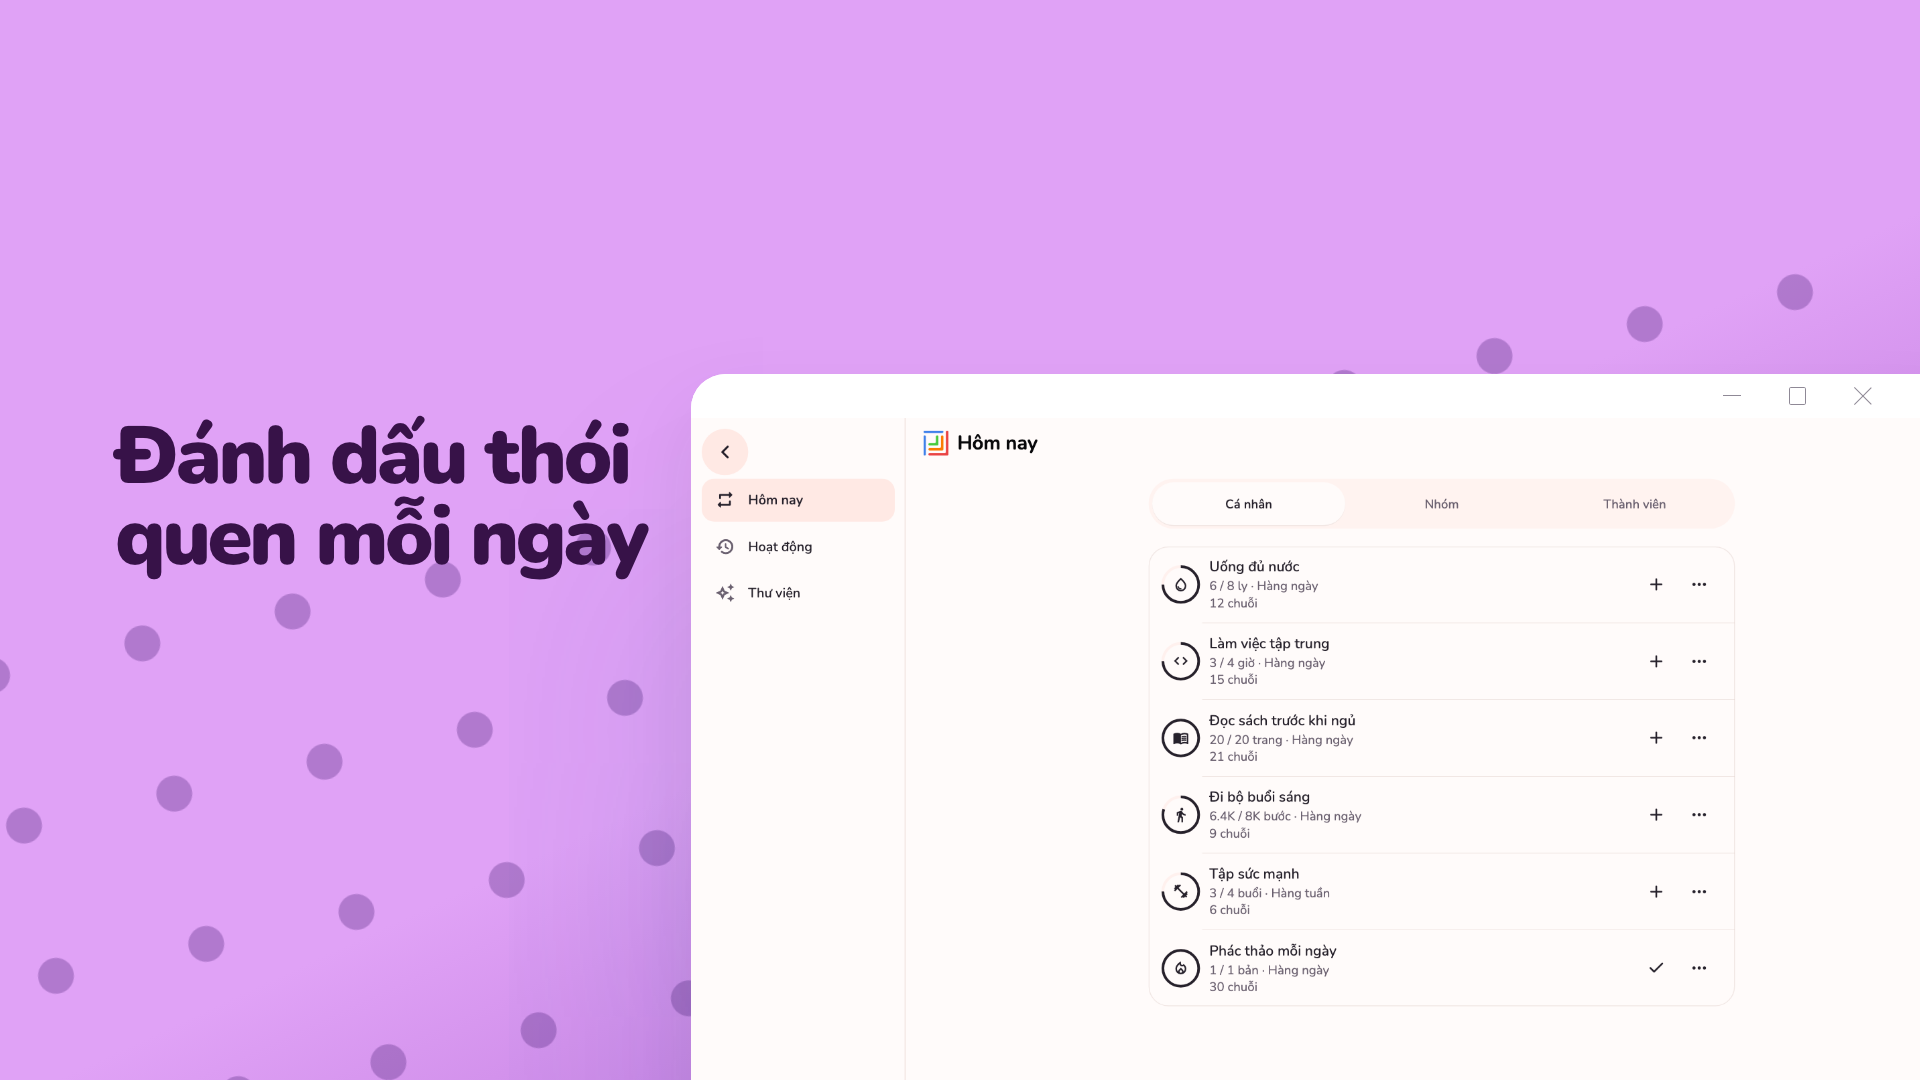 Đánh dấu thói
quen mỗi ngày
Hôm nay
Hoạt động
Thư viện
Hôm nay
Cá nhân
Nhóm
Thành viên
Uống đủ nước
6 / 8 ly · Hàng ngày
12 chuỗi
Làm việc tập trung
3 / 4 giờ · Hàng ngày
15 chuỗi
Đọc sách trước khi ngủ
20 / 20 trang · Hàng ngày
21 chuỗi
Đi bộ buổi sáng
6.4K / 8K bước · Hàng ngày
9 chuỗi
Tập sức mạnh
3 / 4 buổi · Hàng tuần
6 chuỗi
Phác thảo mỗi ngày
1 / 1 bản · Hàng ngày
30 chuỗi